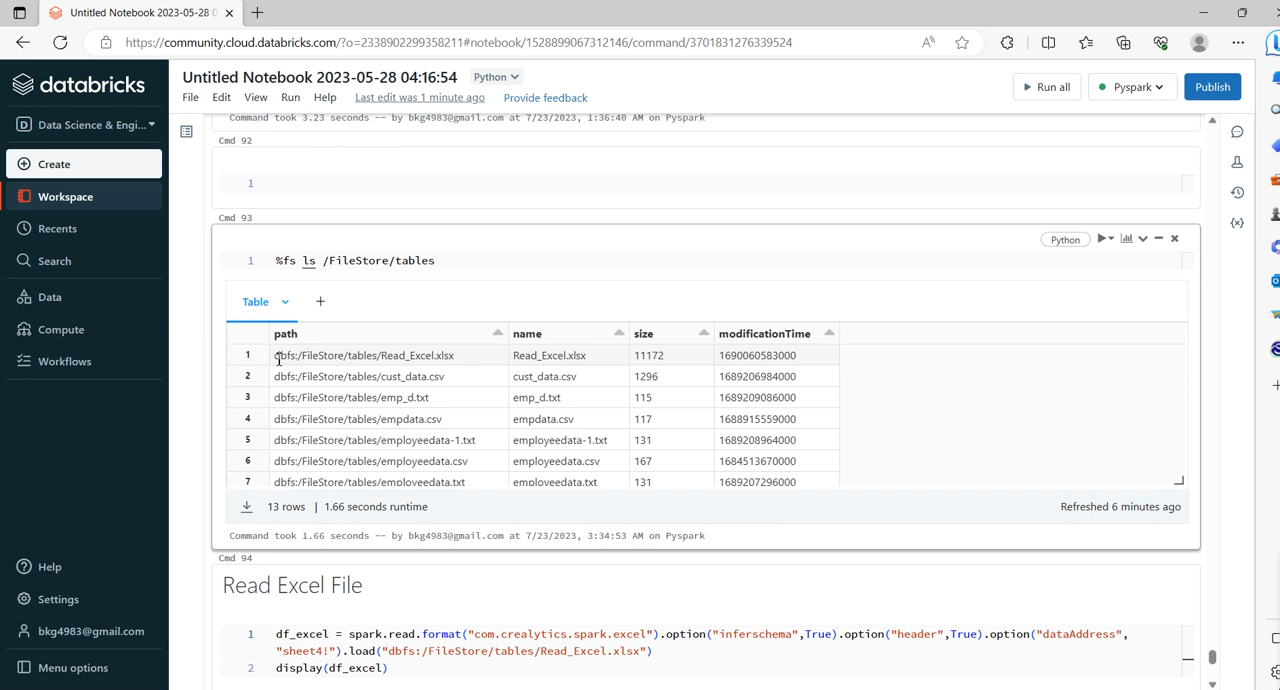 Untitled Notebook 2023-05-28 0
https://community.cloud.databricks.com/?o=2338902299358211#notebook/1528899067312146/command/3701831276339524
databricks
Untitled Notebook 2023-05-28 04:16:54 Python
File Edit View Run Help Last edit was 1 minute ago Provide feedback
Run all
Pyspark
Publish
D Data Science & Engi...
Create
Workspace
Recents
Search
Data
Compute
Workflows
Help
Settings
bkg4983@gmail.com
Menu options
Command took 3.23 seconds -- by bkg4983@gmail.com at 7/23/2023, 1:36:40 AM on Pyspark
Cmd 92
1
Cmd 93
Python
1 %fs ls /FileStore/tables
Table +
path name size modificationTime
1 dbfs:/FileStore/tables/Read_Excel.xlsx Read_Excel.xlsx 11172 1690060583000
2 dbfs:/FileStore/tables/cust_data.csv cust_data.csv 1296 1689206984000
3 dbfs:/FileStore/tables/emp_d.txt emp_d.txt 115 1689209086000
4 dbfs:/FileStore/tables/empdata.csv empdata.csv 117 1688915559000
5 dbfs:/FileStore/tables/employeedata-1.txt employeedata-1.txt 131 1689208964000
6 dbfs:/FileStore/tables/employeedata.csv employeedata.csv 167 1684513670000
7 dbfs:/FileStore/tables/employeedata.txt employeedata.txt 131 1689207296000
13 rows | 1.66 seconds runtime
Refreshed 6 minutes ago
Command took 1.66 seconds -- by bkg4983@gmail.com at 7/23/2023, 3:34:53 AM on Pyspark
Cmd 94
Read Excel File
1 df_excel = spark.read.format("com.crealytics.spark.excel").option("inferschema",True).option("header",True).option("dataAddress",
"sheet4!").load("dbfs:/FileStore/tables/Read_Excel.xlsx")
2 display(df_excel)